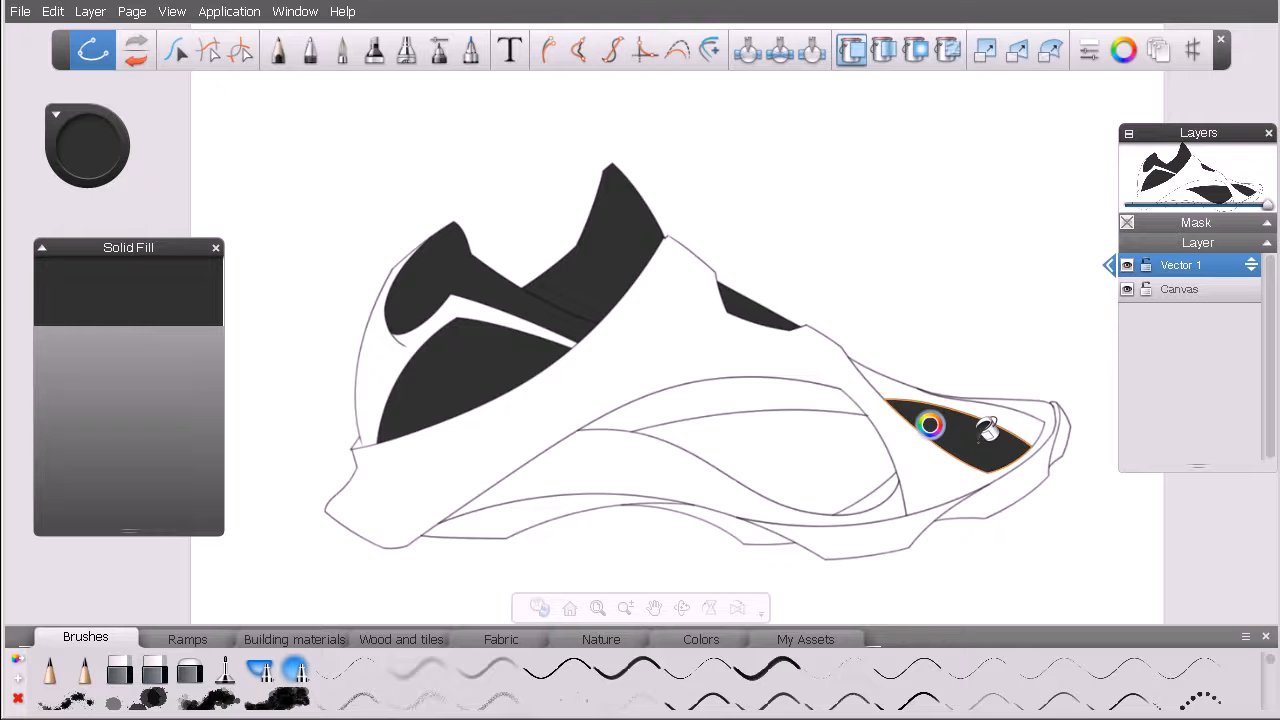 File Edit Layer Page View Application Window Help
T
Layers
Mask
Layer
Vector 1
Canvas
Solid Fill
Brushes Ramps Building materials Wood and tiles Fabric Nature Colors My Assets